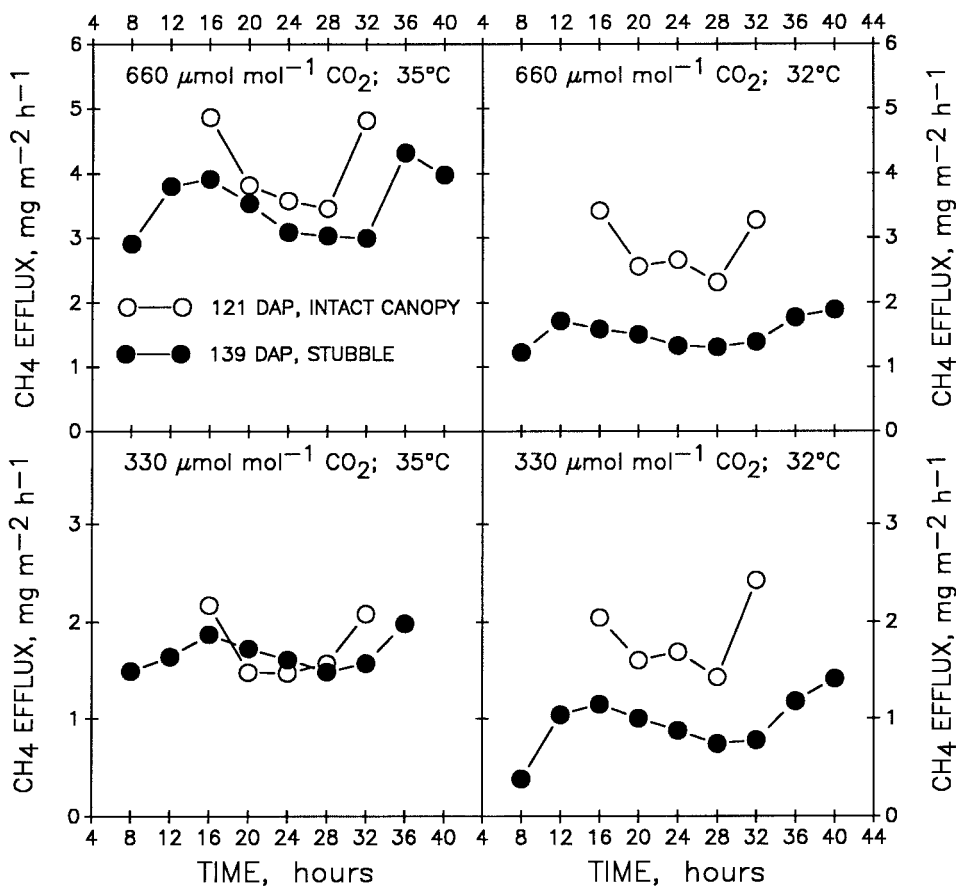 4 8 12 16 20 24 28 32 36 4 8 12 16 20 24 28 32 36 40 44
6
5
4
3
2
1
0
CH4 EFFLUX, mg m−2 h−1
660 μmol mol−1 CO2; 35°C
121 DAP, INTACT CANOPY
139 DAP, STUBBLE
660 μmol mol−1 CO2; 32°C
6
5
4
3
2
1
0
CH4 EFFLUX, mg m−2 h−1
3
2
1
0
CH4 EFFLUX, mg m−2 h−1
330 μmol mol−1 CO2; 35°C
330 μmol mol−1 CO2; 32°C
3
2
1
0
CH4 EFFLUX, mg m−2 h−1
4 8 12 16 20 24 28 32 36 40 4 8 12 16 20 24 28 32 36 40 44
TIME, hours
TIME, hours